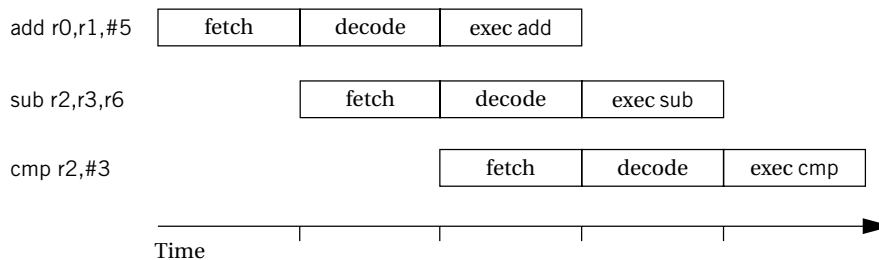 add r0,r1,#5 fetch decode exec add
sub r2,r3,r6 fetch decode exec sub
cmp r2,#3 fetch decode exec cmp
Time